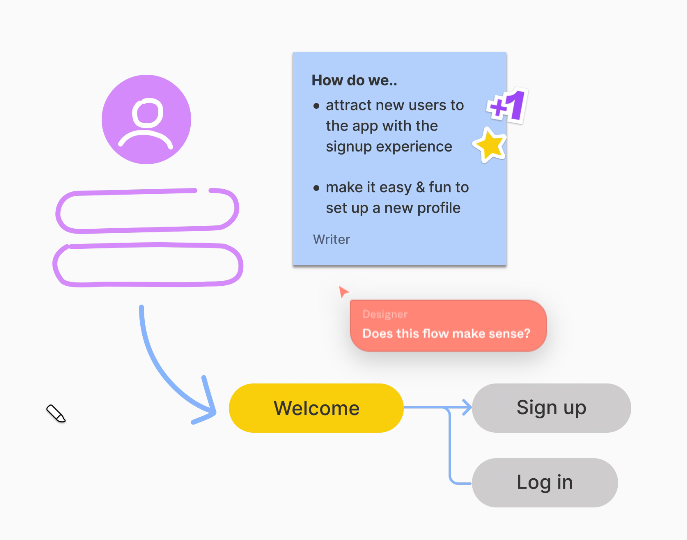 How do we..
• attract new users to
the app with the
signup experience
• make it easy & fun to
set up a new profile
Writer
+1
Designer
Does this flow make sense?
Welcome
Sign up
Log in